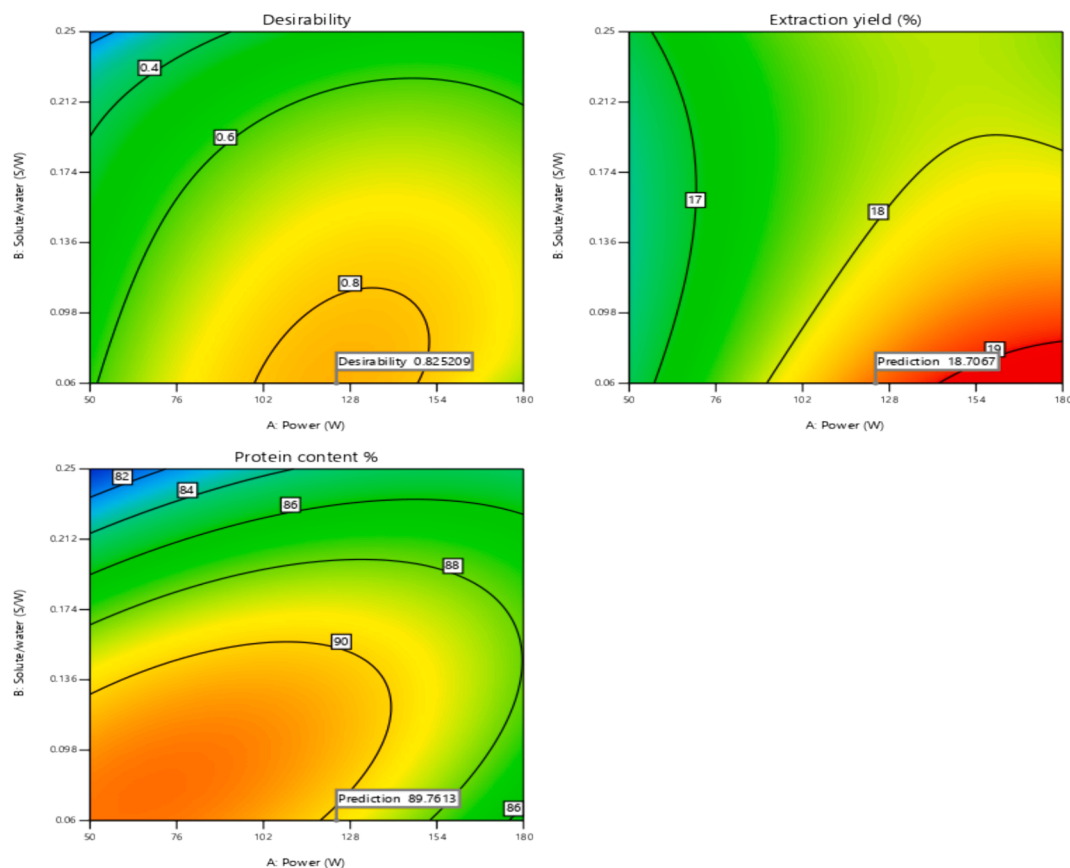 Desirability
0.25
0.212
0.174
0.136
0.098
0.06
B: Solute/water (S/W)
0.4
0.6
0.8
Desirability 0.825209
50 76 102 128 154 180
A: Power (W)
Extraction yield (%)
0.25
0.212
0.174
0.136
0.098
0.06
B: Solute/water (S/W)
17
18
19
Prediction 18.7067
50 76 102 128 154 180
A: Power (W)
Protein content %
0.25
0.212
0.174
0.136
0.098
0.06
B: Solute/water (S/W)
82
84
86
88
90
Prediction 89.7613
86
50 76 102 128 154 180
A: Power (W)